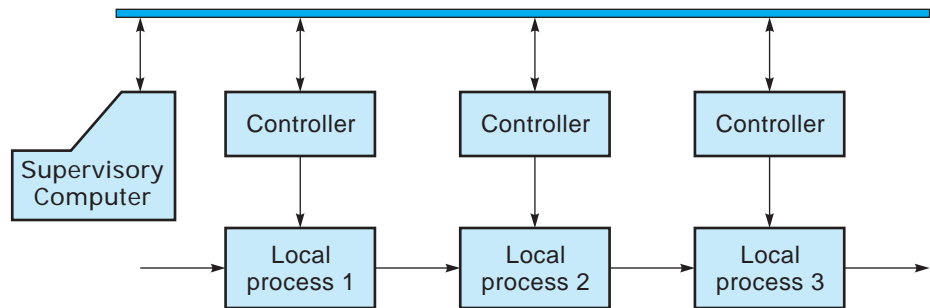 Controller
Controller
Controller
Supervisory
Computer
Local
process 1
Local
process 2
Local
process 3